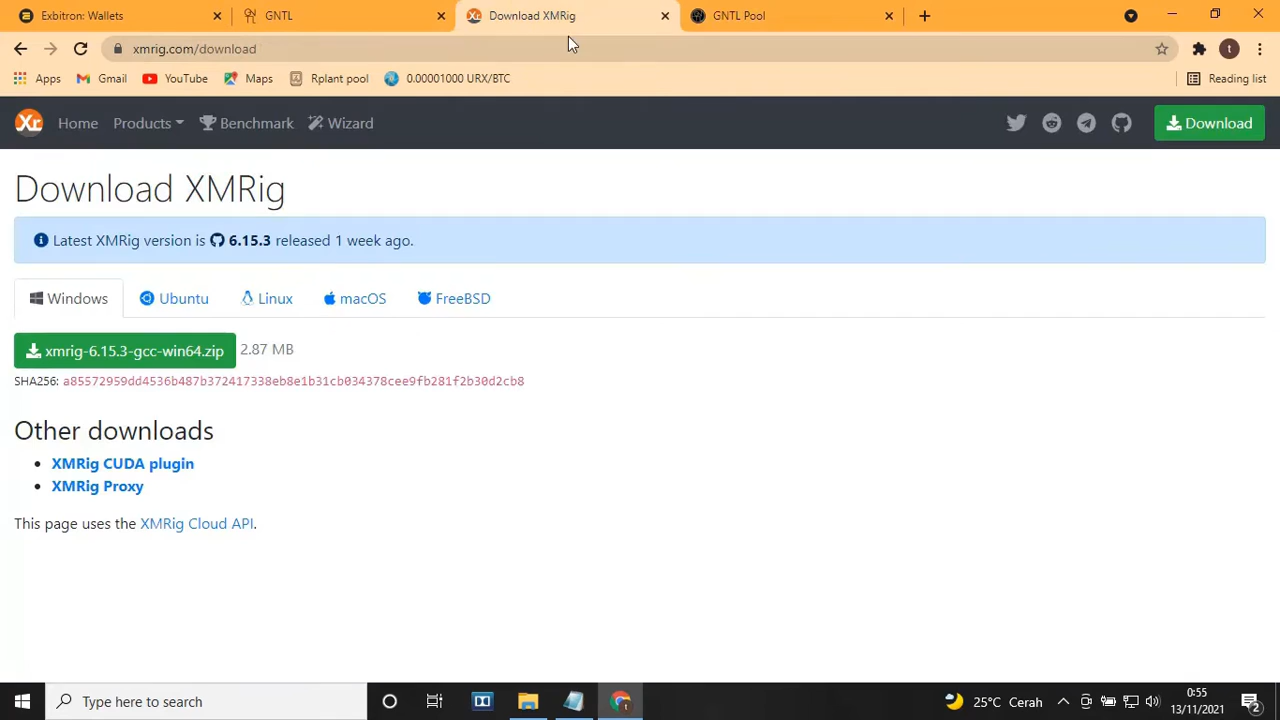 Exbitron: Wallets
GNTL
Download XMRig
GNTL Pool
xmrig.com/download
t
Apps
Gmail
YouTube
Maps
Rplant pool
0.00001000 URX/BTC
Reading list
Xr
Home
Products
Benchmark
Wizard
Download
Download XMRig
Latest XMRig version is 6.15.3 released 1 week ago.
Windows
Ubuntu
Linux
macOS
FreeBSD
xmrig-6.15.3-gcc-win64.zip
2.87 MB
SHA256: a85572959dd4536b487b372417338eb8e1b31cb034378cee9fb281f2b30d2cb8
Other downloads
• XMRig CUDA plugin
• XMRig Proxy
This page uses the XMRig Cloud API.
Type here to search
25°C Cerah
0:55
13/11/2021
2